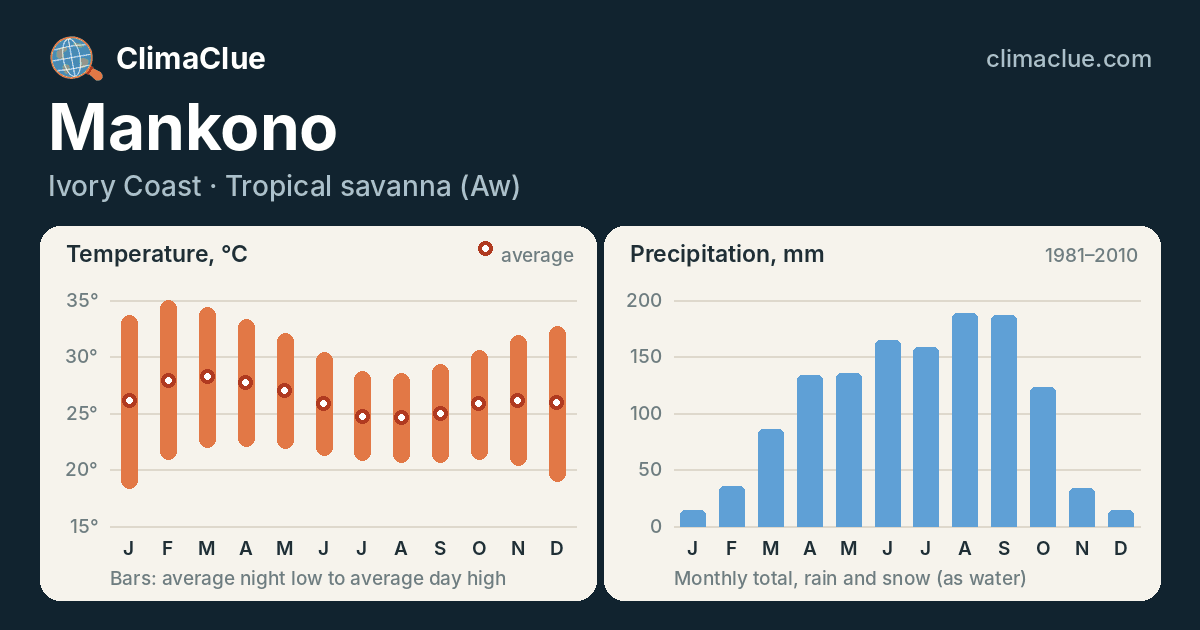 ClimaClue
climaclue.com
Mankono
Ivory Coast · Tropical savanna (Aw)
Temperature, °C
average
35°
30°
25°
20°
15°
J F M A M J J A S O N D
Bars: average night low to average day high
Precipitation, mm
1981–2010
200
150
100
50
0
J F M A M J J A S O N D
Monthly total, rain and snow (as water)